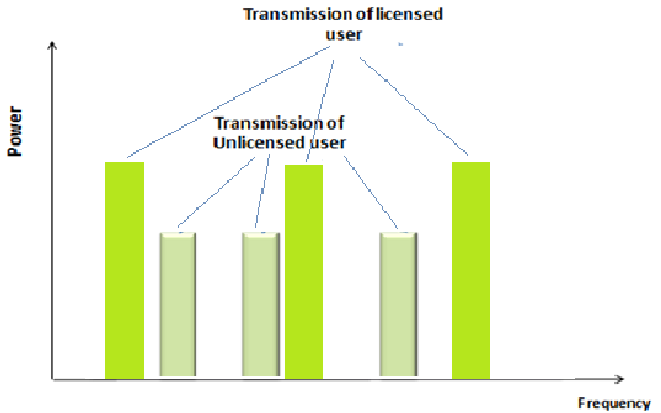 Transmission of licensed
user
Power
Transmission of
Unlicensed user
Frequency